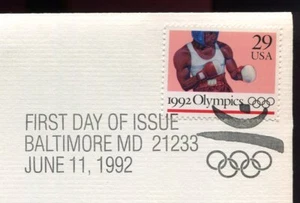 29
USA
1992 Olympics
FIRST DAY OF ISSUE
BALTIMORE MD 21233
JUNE 11, 1992